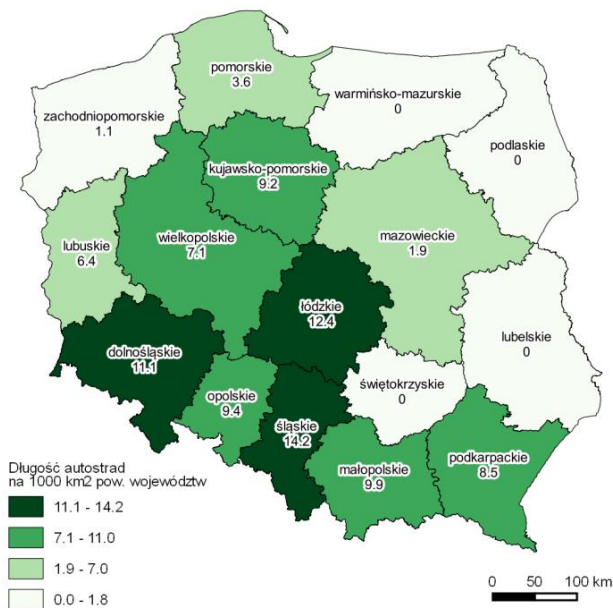 pomorskie
3.6
warmińsko-mazurskie
0
zachodniopomorskie
1.1
podlaskie
0
kujawsko-pomorskie
9.2
lubuskie
6.4
wielkopolskie
7.1
mazowieckie
1.9
łódzkie
12.4
lubelskie
0
dolnośląskie
11.1
opolskie
9.4
świętokrzyskie
0
śląskie
14.2
małopolskie
9.9
podkarpackie
8.5
Długość autostrad
na 1000 km2 pow. województw
11.1 - 14.2
7.1 - 11.0
1.9 - 7.0
0.0 - 1.8
0 50 100 km